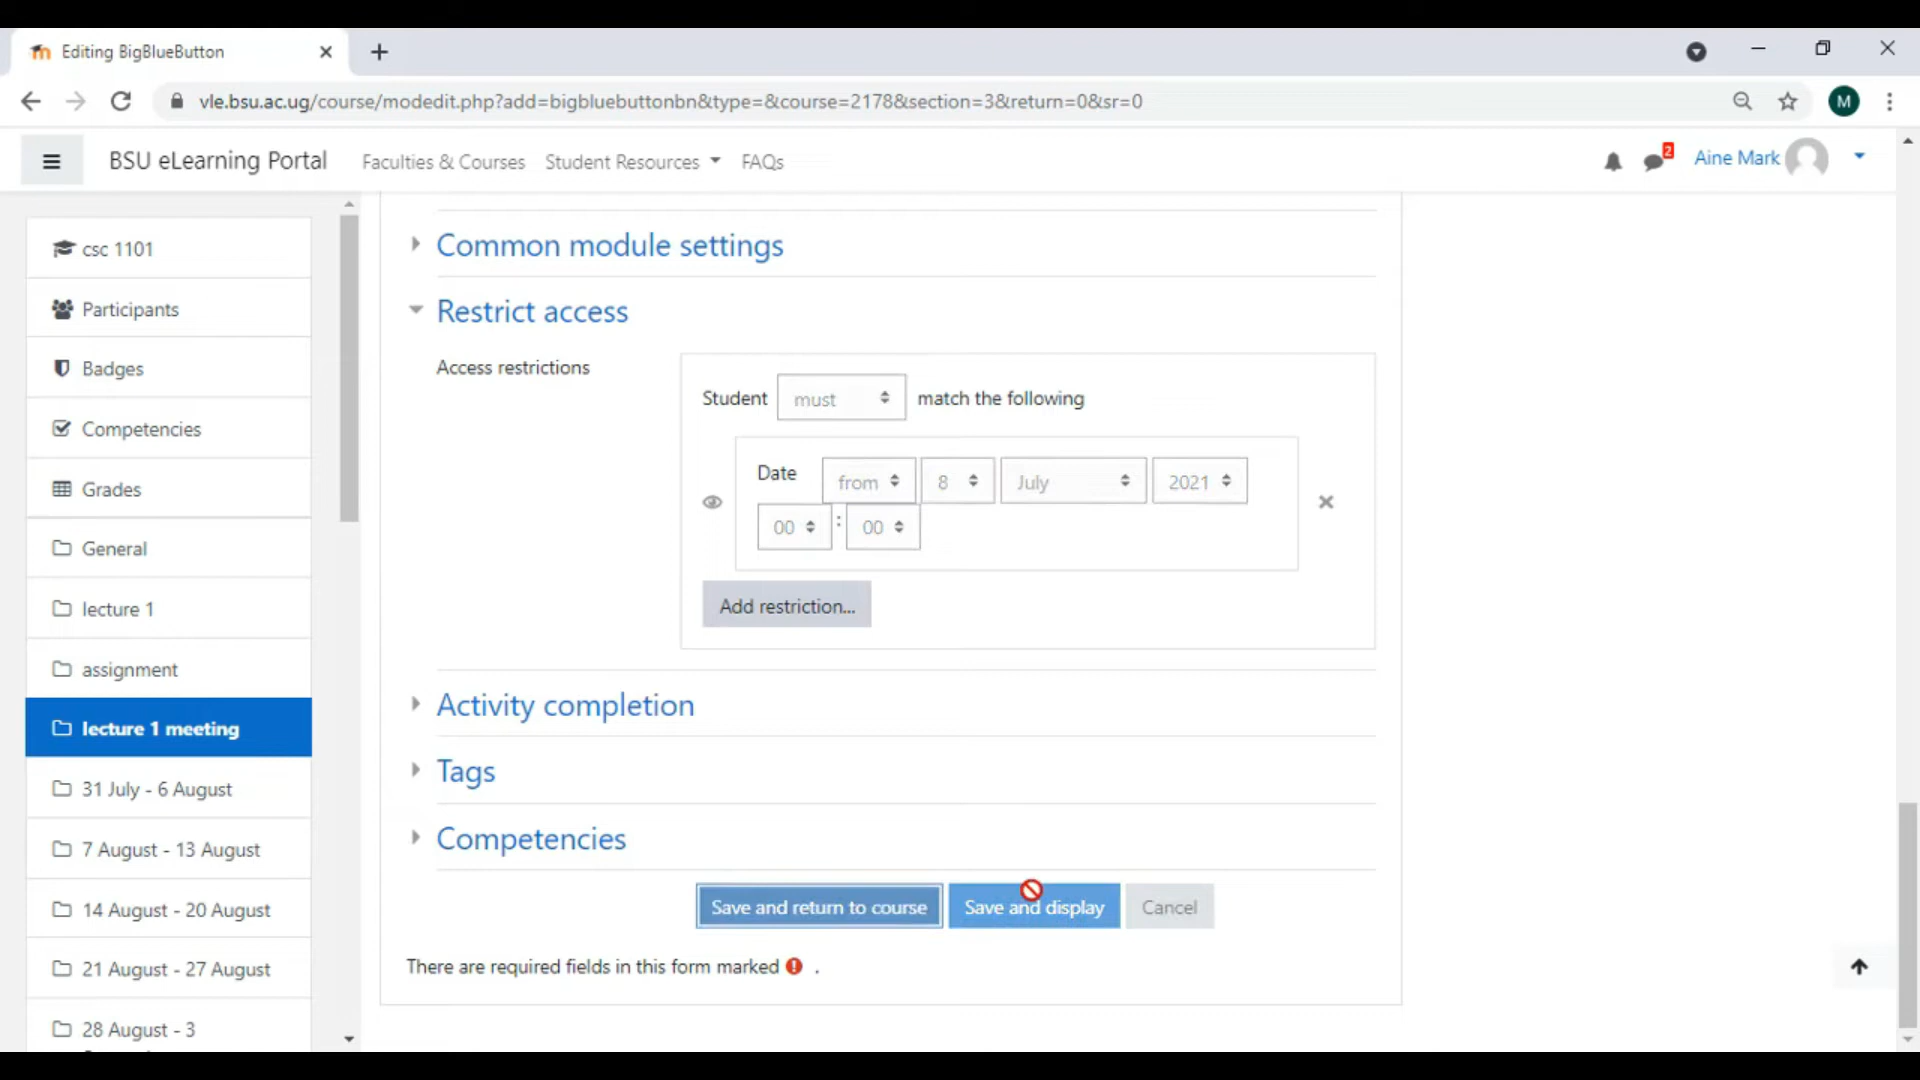 Editing BigBlueButton
vle.bsu.ac.ug/course/modedit.php?add=bigbluebuttonbn&type=&course=2178&section=3&return=0&sr=0
M
BSU eLearning Portal
Faculties & Courses
Student Resources
FAQs
2
Aine Mark
csc 1101
Participants
Badges
Competencies
Grades
General
lecture 1
assignment
lecture 1 meeting
31 July - 6 August
7 August - 13 August
14 August - 20 August
21 August - 27 August
28 August - 3
Common module settings
Restrict access
Access restrictions
Student must match the following
Date from 8 July 2021
00 : 00
Add restriction...
Activity completion
Tags
Competencies
Save and return to course
Save and display
Cancel
There are required fields in this form marked .